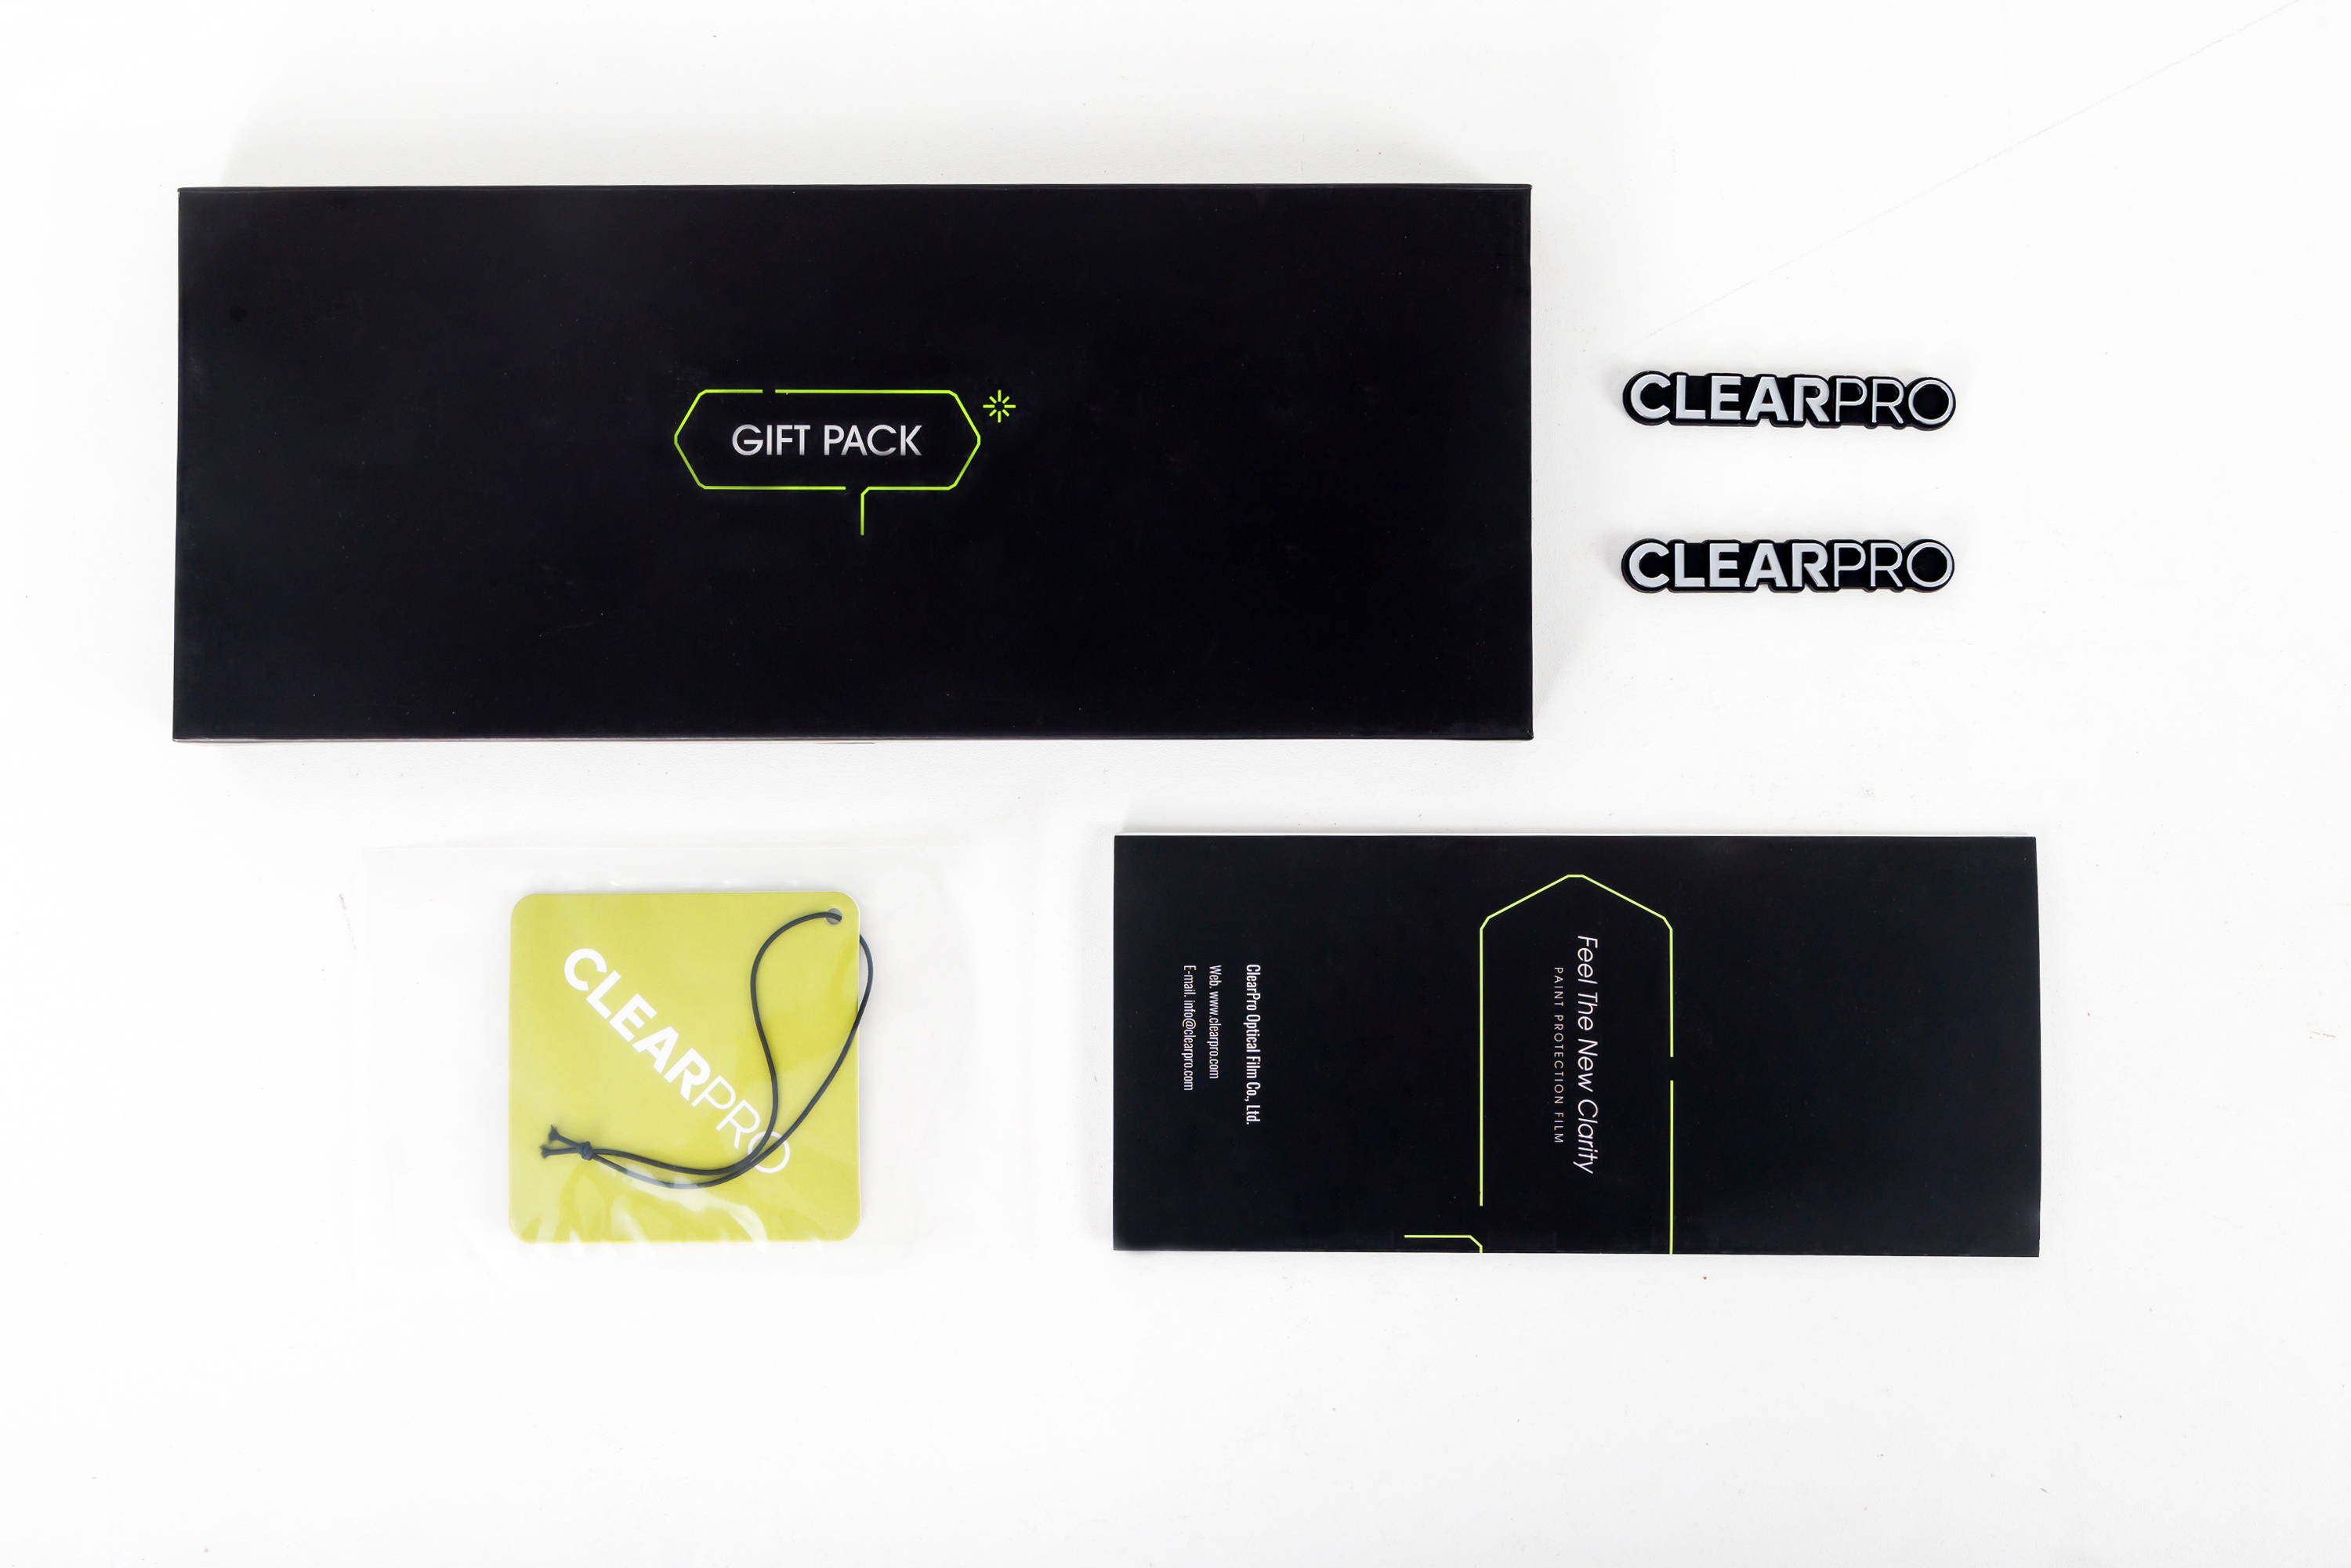 GIFT PACK
CLEARPRO
CLEARPRO
CLEARPRO
Feel The New Clarity
PAINT PROTECTION FILM
ClearPro Optical Film Co., Ltd.
Web. www.clearpro.com
E-mail. info@clearpro.com